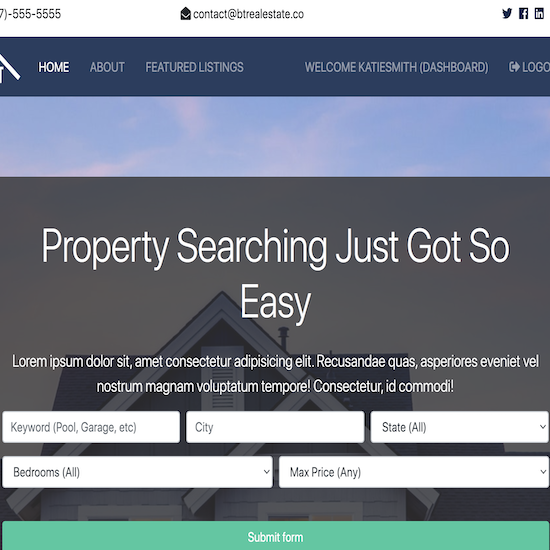 7)-555-5555 contact@btrealestate.co
HOME ABOUT FEATURED LISTINGS WELCOME KATIESMITH (DASHBOARD) LOGO
Property Searching Just Got So
Easy
Lorem ipsum dolor sit, amet consectetur adipisicing elit. Recusandae quas, asperiores eveniet vel
nostrum magnam voluptatum tempore! Consectetur, id commodi!
Keyword (Pool, Garage, etc) City State (All)
Bedrooms (All) Max Price (Any)
Submit form